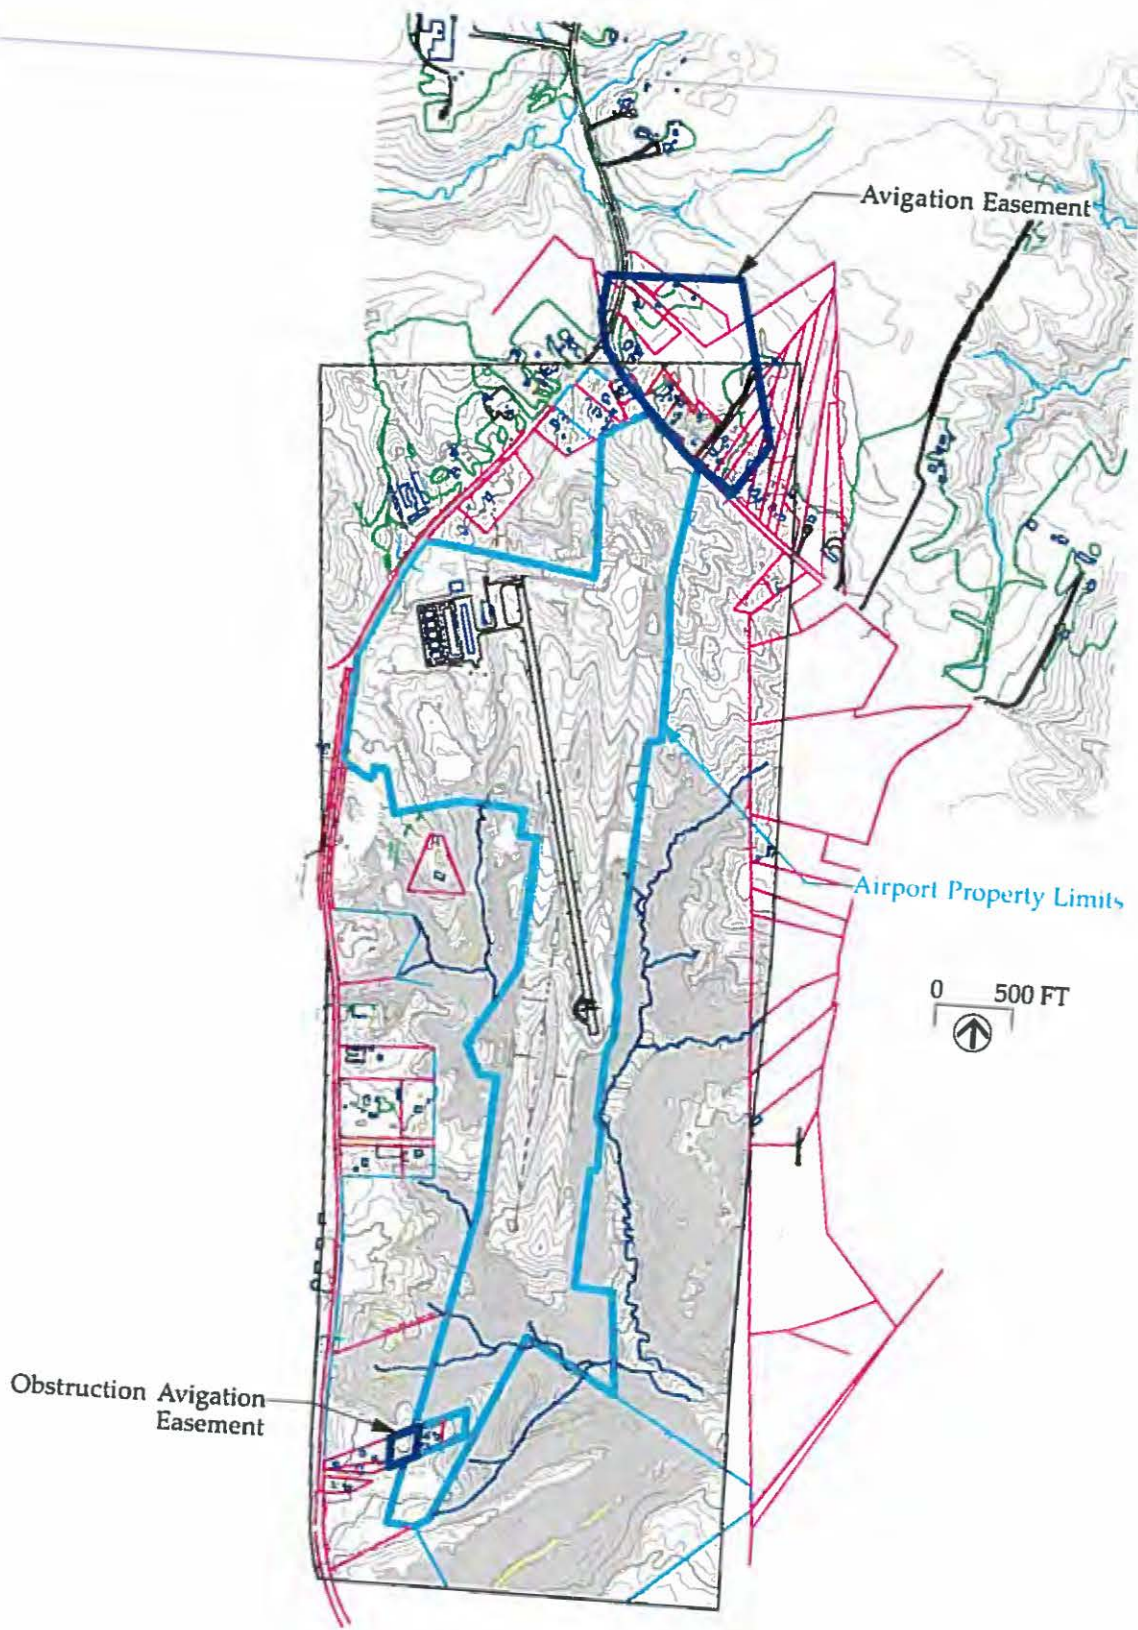 Avigation Easement
Airport Property Limits
0 500 FT
Obstruction Avigation
Easement